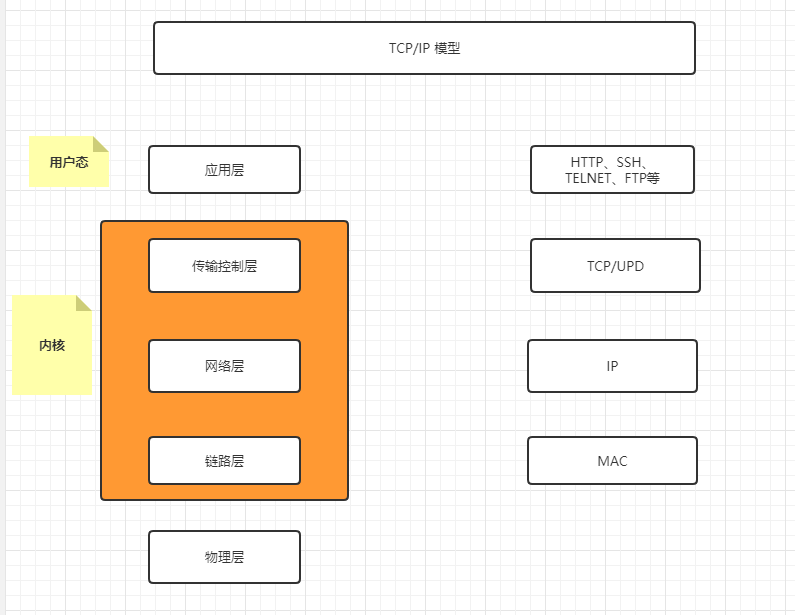 TCP/IP 模型
用户态
应用层
HTTP、SSH、
TELNET、FTP等
传输控制层
TCP/UPD
内核
网络层
IP
链路层
MAC
物理层